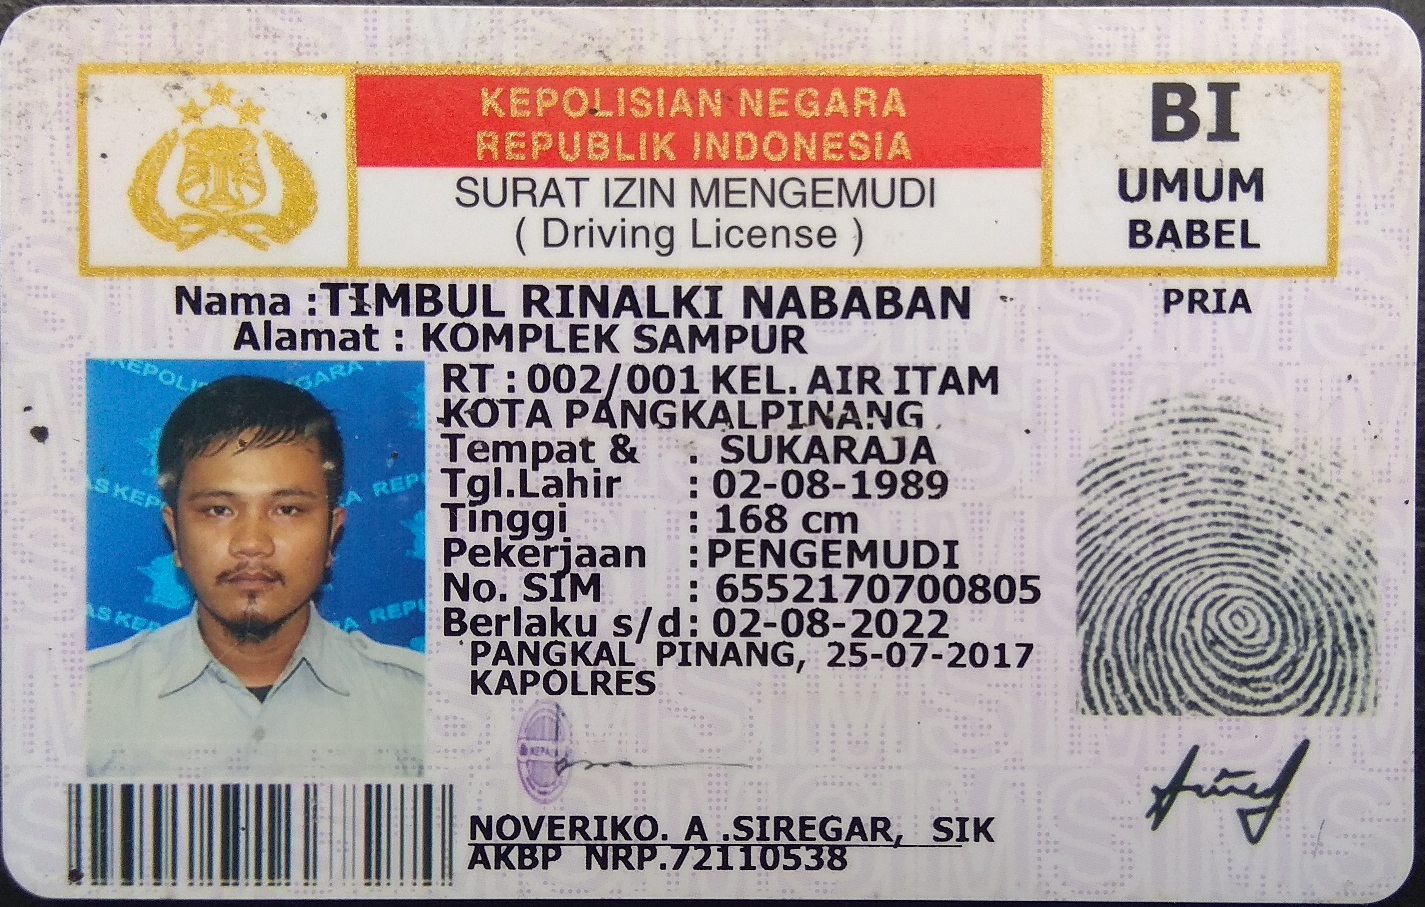 KEPOLISIAN NEGARA
REPUBLIK INDONESIA
SURAT IZIN MENGEMUDI
( Driving License )
BI
UMUM
BABEL
Nama :TIMBUL RINALKI NABABAN
PRIA
Alamat : KOMPLEK SAMPUR
RT : 002/001 KEL. AIR ITAM
KOTA PANGKALPINANG
Tempat & : SUKARAJA
Tgl.Lahir : 02-08-1989
Tinggi : 168 cm
Pekerjaan : PENGEMUDI
No. SIM : 6552170700805
Berlaku s/d : 02-08-2022
PANGKAL PINANG, 25-07-2017
KAPOLRES
NOVERIKO. A .SIREGAR, SIK
AKBP NRP.72110538